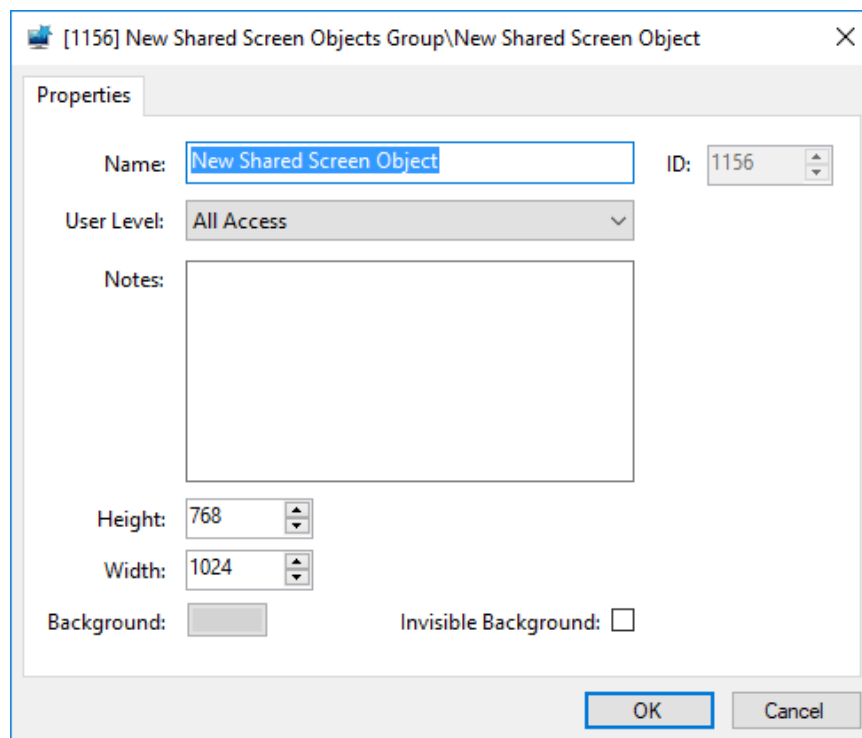 [1156] New Shared Screen Objects Group\New Shared Screen Object
Properties
Name: New Shared Screen Object ID: 1156
User Level: All Access
Notes:
Height: 768
Width: 1024
Background: Invisible Background:
OK Cancel